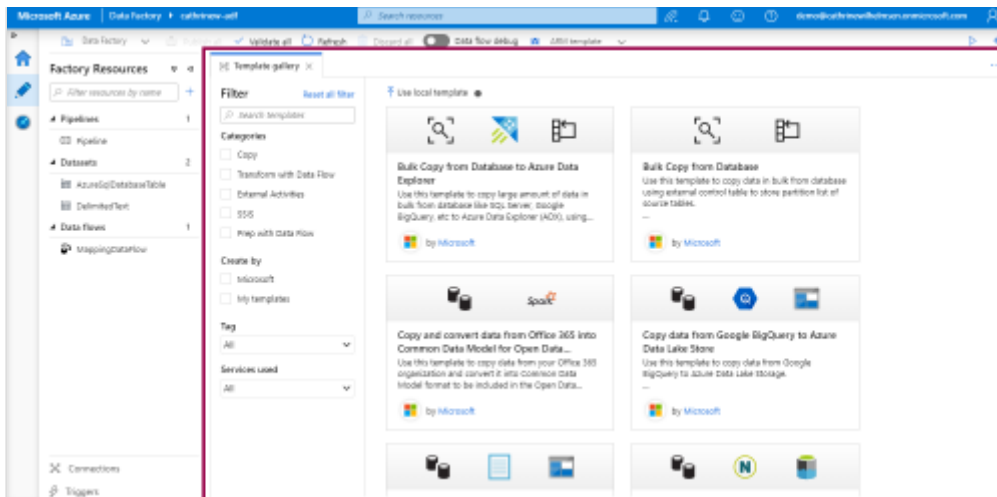 Microsoft Azure | Data Factory › cathrinew-adf
Search resources
Data Factory
Validate all
Refresh
Discard all
Data flow debug
ARM template
Factory Resources
Filter resources by name
Pipelines 1
Pipeline
Datasets 2
AzureSqlDatabaseTable
DelimitedText
Data flows 1
MappingDataFlow
Connections
Triggers
Template gallery
Filter
Reset all filter
Search templates
Categories
Copy
Transform with Data Flow
External Activities
SSIS
Prep with Data Flow
Create by
Microsoft
My templates
Tag
All
Services used
All
Use local template
Bulk Copy from Database to Azure Data
Explorer
Use this template to copy large amount of data in
bulk from database like SQL Server, Google
BigQuery, etc to Azure Data Explorer (ADX), using...
by Microsoft
Bulk Copy from Database
Use this template to copy data in bulk from database
using external control table to store partition list of
source tables.
...
by Microsoft
Spark
Copy and convert data from Office 365 into
Common Data Model for Open Data...
Use this template to copy data from your Office 365
organization and convert it into Common Data
Model format to be included in the Open Data...
by Microsoft
Copy data from Google BigQuery to Azure
Data Lake Store
Use this template to copy data from Google
BigQuery to Azure Data Lake Storage.
...
by Microsoft
N